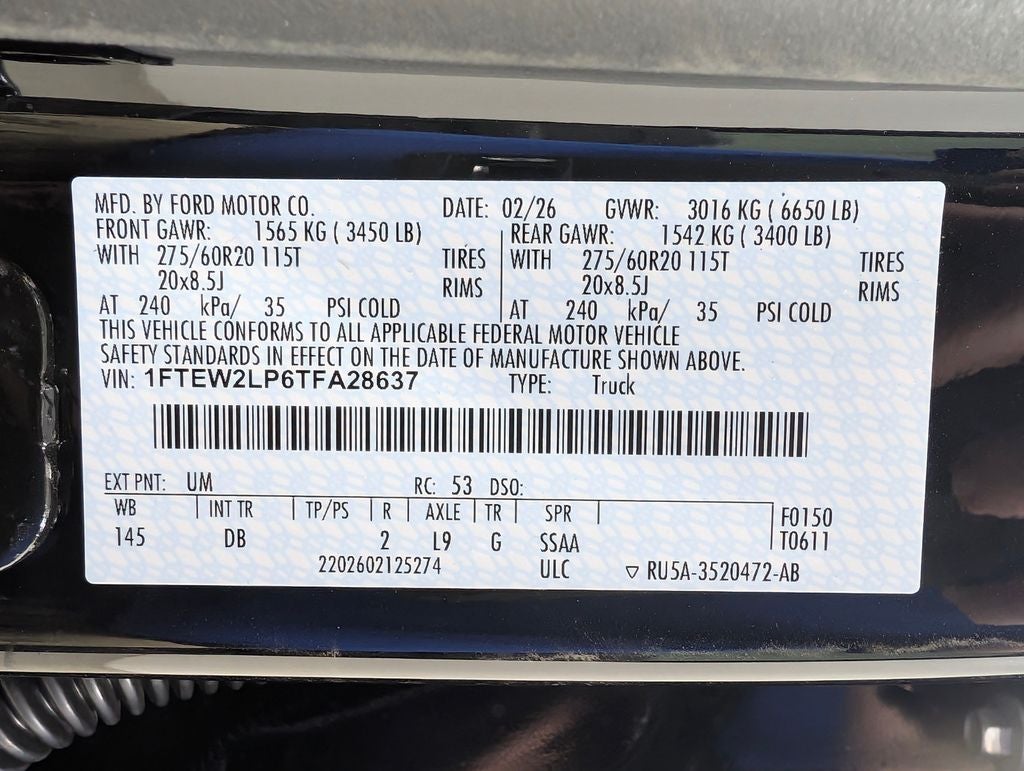 MFD. BY FORD MOTOR CO. DATE: 02/26 GVWR: 3016 KG ( 6650 LB)
FRONT GAWR: 1565 KG ( 3450 LB) REAR GAWR: 1542 KG ( 3400 LB)
WITH 275/60R20 115T TIRES WITH 275/60R20 115T TIRES
20x8.5J RIMS 20x8.5J RIMS
AT 240 kPa/ 35 PSI COLD AT 240 kPa/ 35 PSI COLD
THIS VEHICLE CONFORMS TO ALL APPLICABLE FEDERAL MOTOR VEHICLE
SAFETY STANDARDS IN EFFECT ON THE DATE OF MANUFACTURE SHOWN ABOVE.
VIN: 1FTEW2LP6TFA28637 TYPE: Truck
EXT PNT: UM RC: 53 DSO:
WB INT TR TP/PS R AXLE TR SPR F0150
145 DB 2 L9 G SSAA T0611
2202602125274 ULC ▽ RU5A-3520472-AB